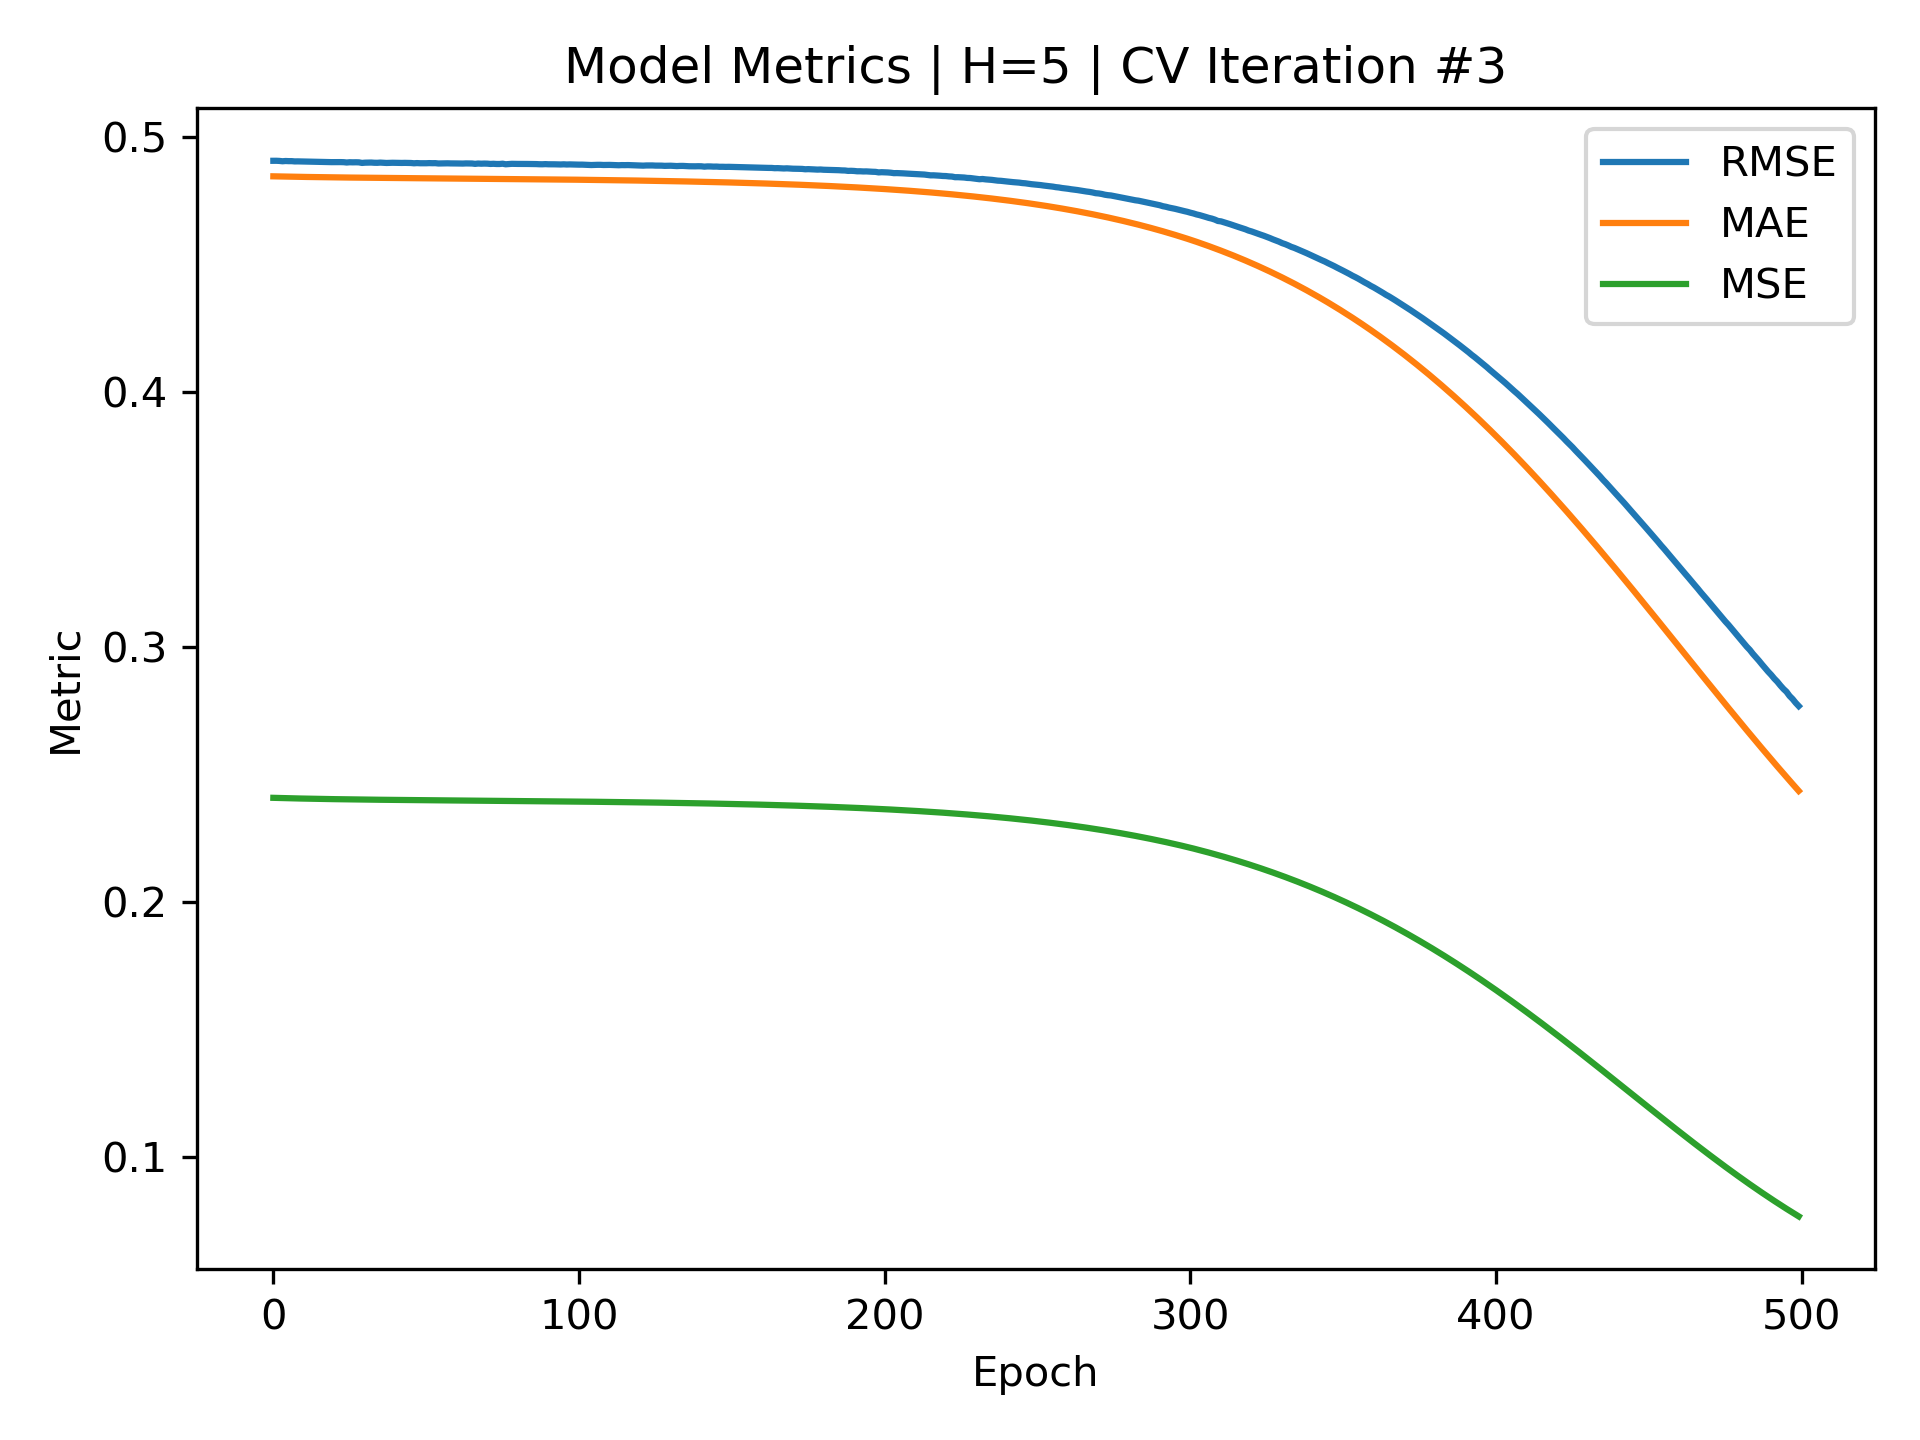 Model Metrics | H=5 | CV Iteration #3
RMSE
MAE
MSE
0.5
0.4
0.3
0.2
0.1
Metric
0 100 200 300 400 500
Epoch